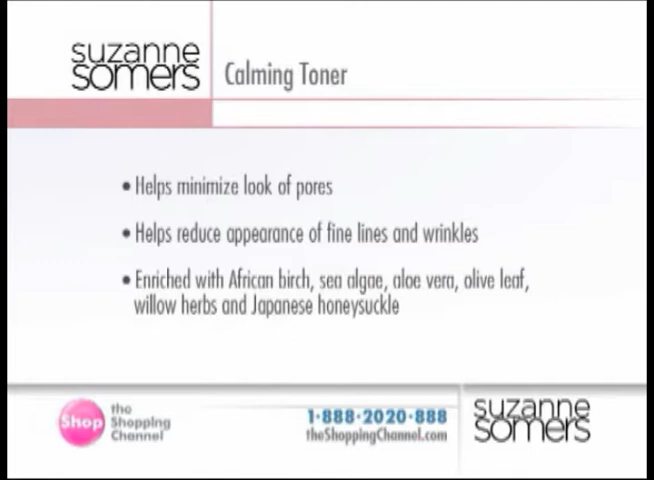 suzanne
somers
Calming Toner
• Helps minimize look of pores
• Helps reduce appearance of fine lines and wrinkles
• Enriched with African birch, sea algae, aloe vera, olive leaf,
willow herbs and Japanese honeysuckle
Shop
the
Shopping
Channel
1·888·2020·888
theShoppingChannel.com
suzanne
somers